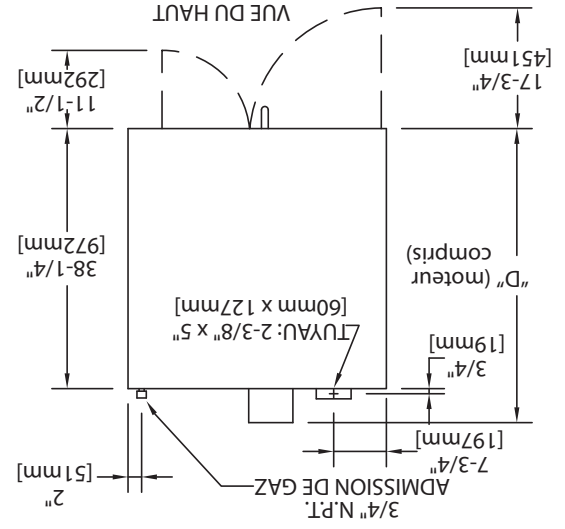 3/4" N.P.T.
ADMISSION DE GAZ
7-3/4"
[197mm]
2"
[51mm]
3/4"
[19mm]
TUYAU: 2-3/8" x 5"
[60mm x 127mm]
"D" (moteur
compris)
38-1/4"
[972mm]
17-3/4"
[451mm]
11-1/2"
[292mm]
VUE DU HAUT